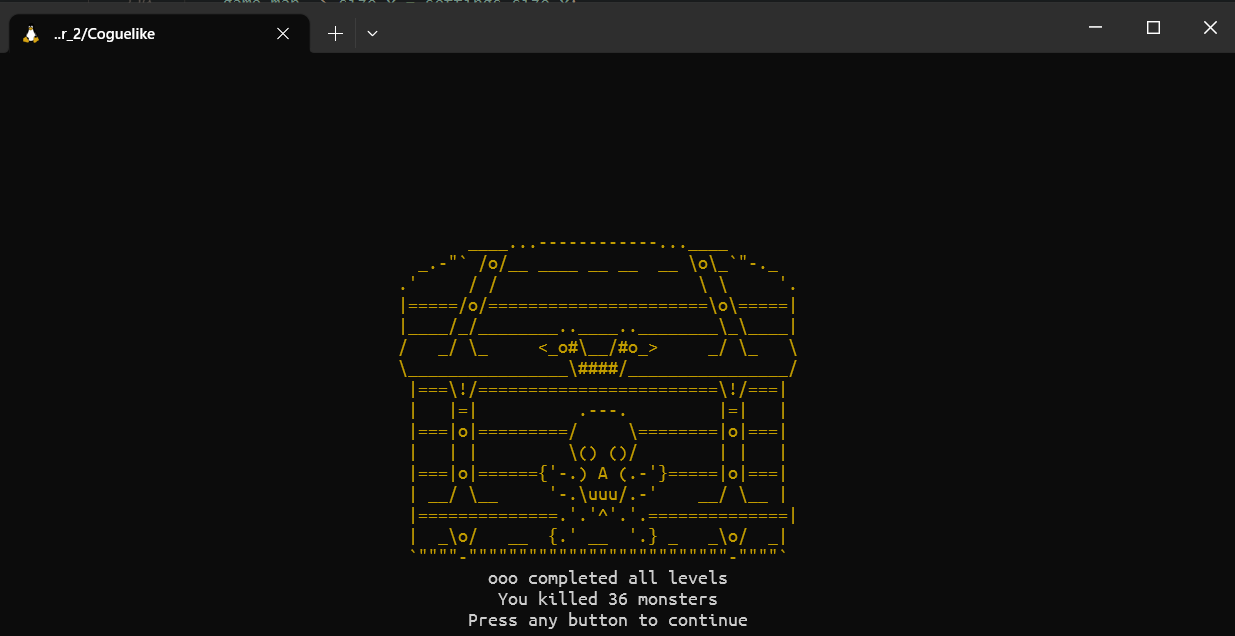 ..r_2/Coguelike
ooo completed all levels
You killed 36 monsters
Press any button to continue